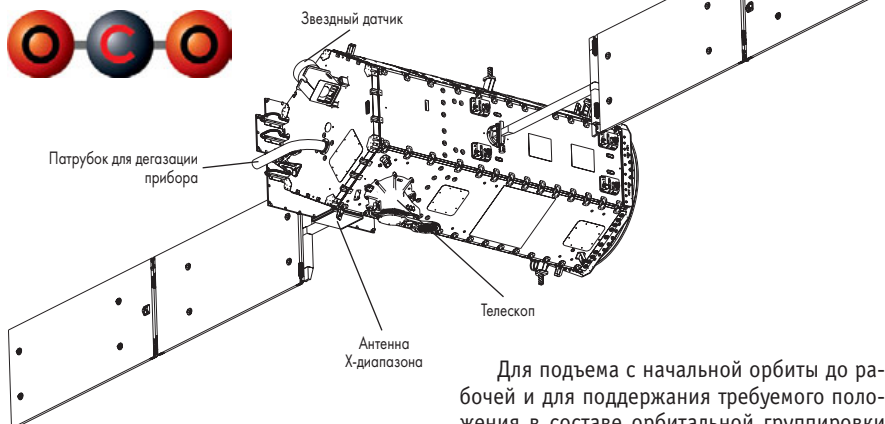 O C O
Звездный датчик
Патрубок для дегазации
прибора
Телескоп
Антенна
X-диапазона
Для подъема с начальной орбиты до ра-
бочей и для поддержания требуемого поло-
жения в составе орбитальной группировки